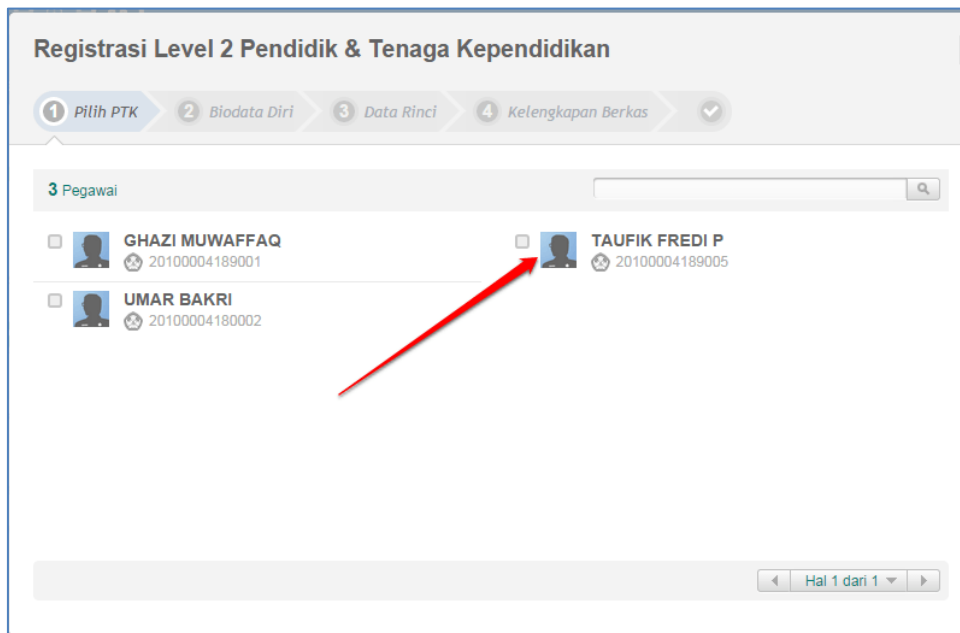 Registrasi Level 2 Pendidik & Tenaga Kependidikan
1 Pilih PTK 2 Biodata Diri 3 Data Rinci 4 Kelengkapan Berkas
3 Pegawai
GHAZI MUWAFFAQ
20100004189001
TAUFIK FREDI P
20100004189005
UMAR BAKRI
20100004180002
Hal 1 dari 1